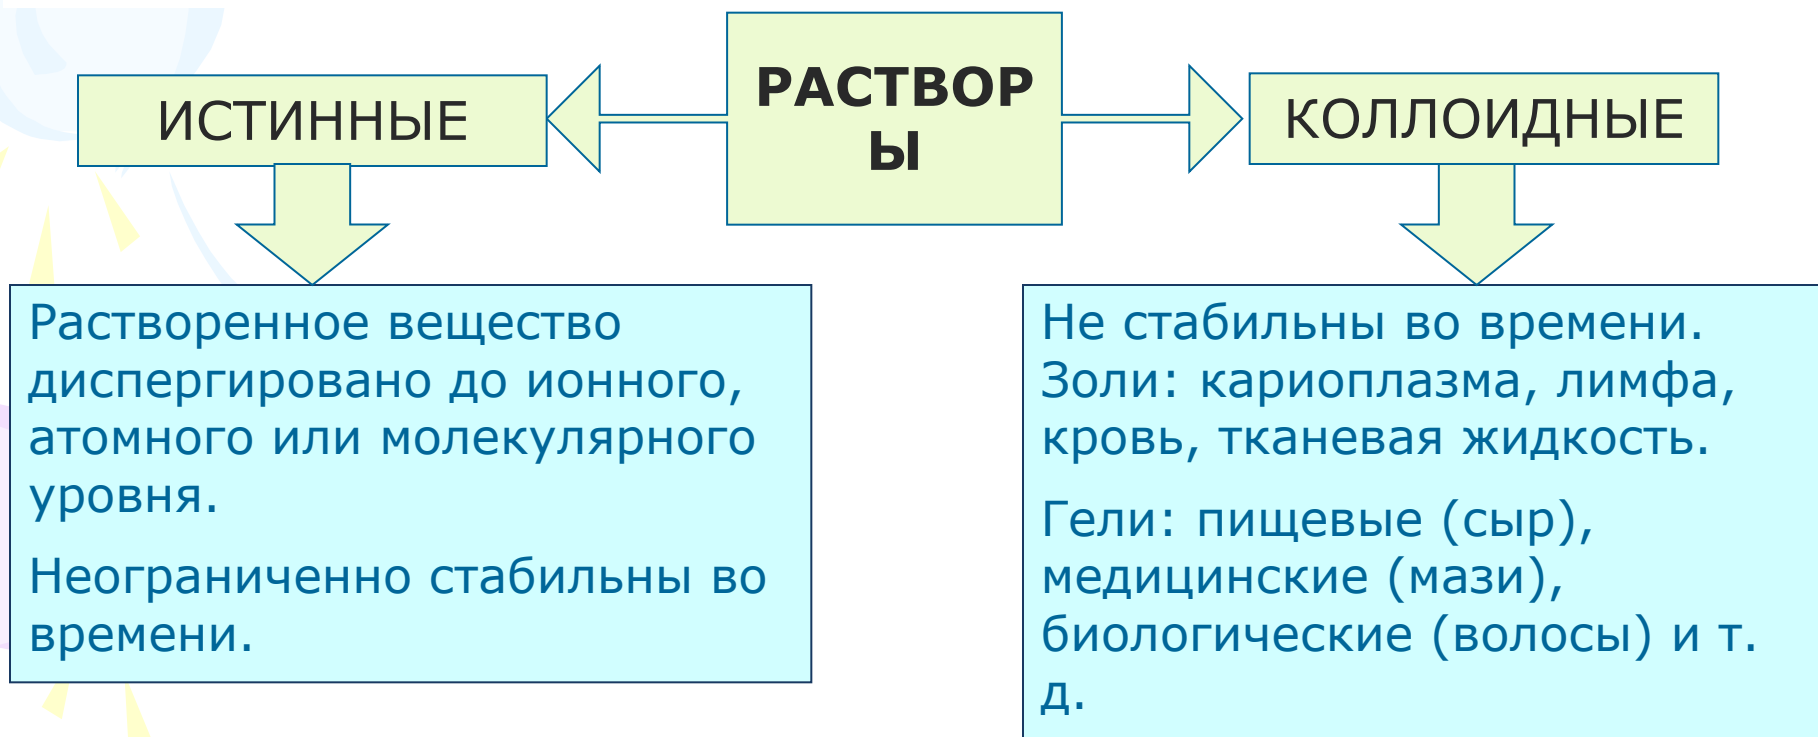 РАСТВОР
Ы
ИСТИННЫЕ
КОЛЛОИДНЫЕ
Растворенное вещество
диспергировано до ионного,
атомного или молекулярного
уровня.
Неограниченно стабильны во
времени.
Не стабильны во времени.
Золи: кариоплазма, лимфа,
кровь, тканевая жидкость.
Гели: пищевые (сыр),
медицинские (мази),
биологические (волосы) и т.
д.